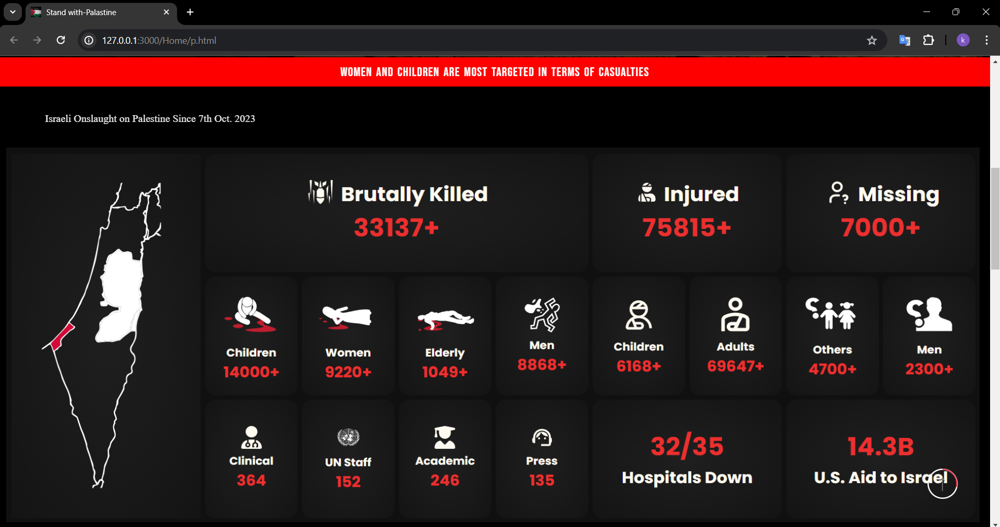 Stand with-Palastine
127.0.0.1:3000/Home/p.html
k
WOMEN AND CHILDREN ARE MOST TARGETED IN TERMS OF CASUALTIES
Israeli Onslaught on Palestine Since 7th Oct. 2023
Brutally Killed
33137+
Injured
75815+
Missing
7000+
Children
14000+
Women
9220+
Elderly
1049+
Men
8868+
Children
6168+
Adults
69647+
Others
4700+
Men
2300+
Clinical
364
UN Staff
152
Academic
246
Press
135
32/35
Hospitals Down
14.3B
U.S. Aid to Israel